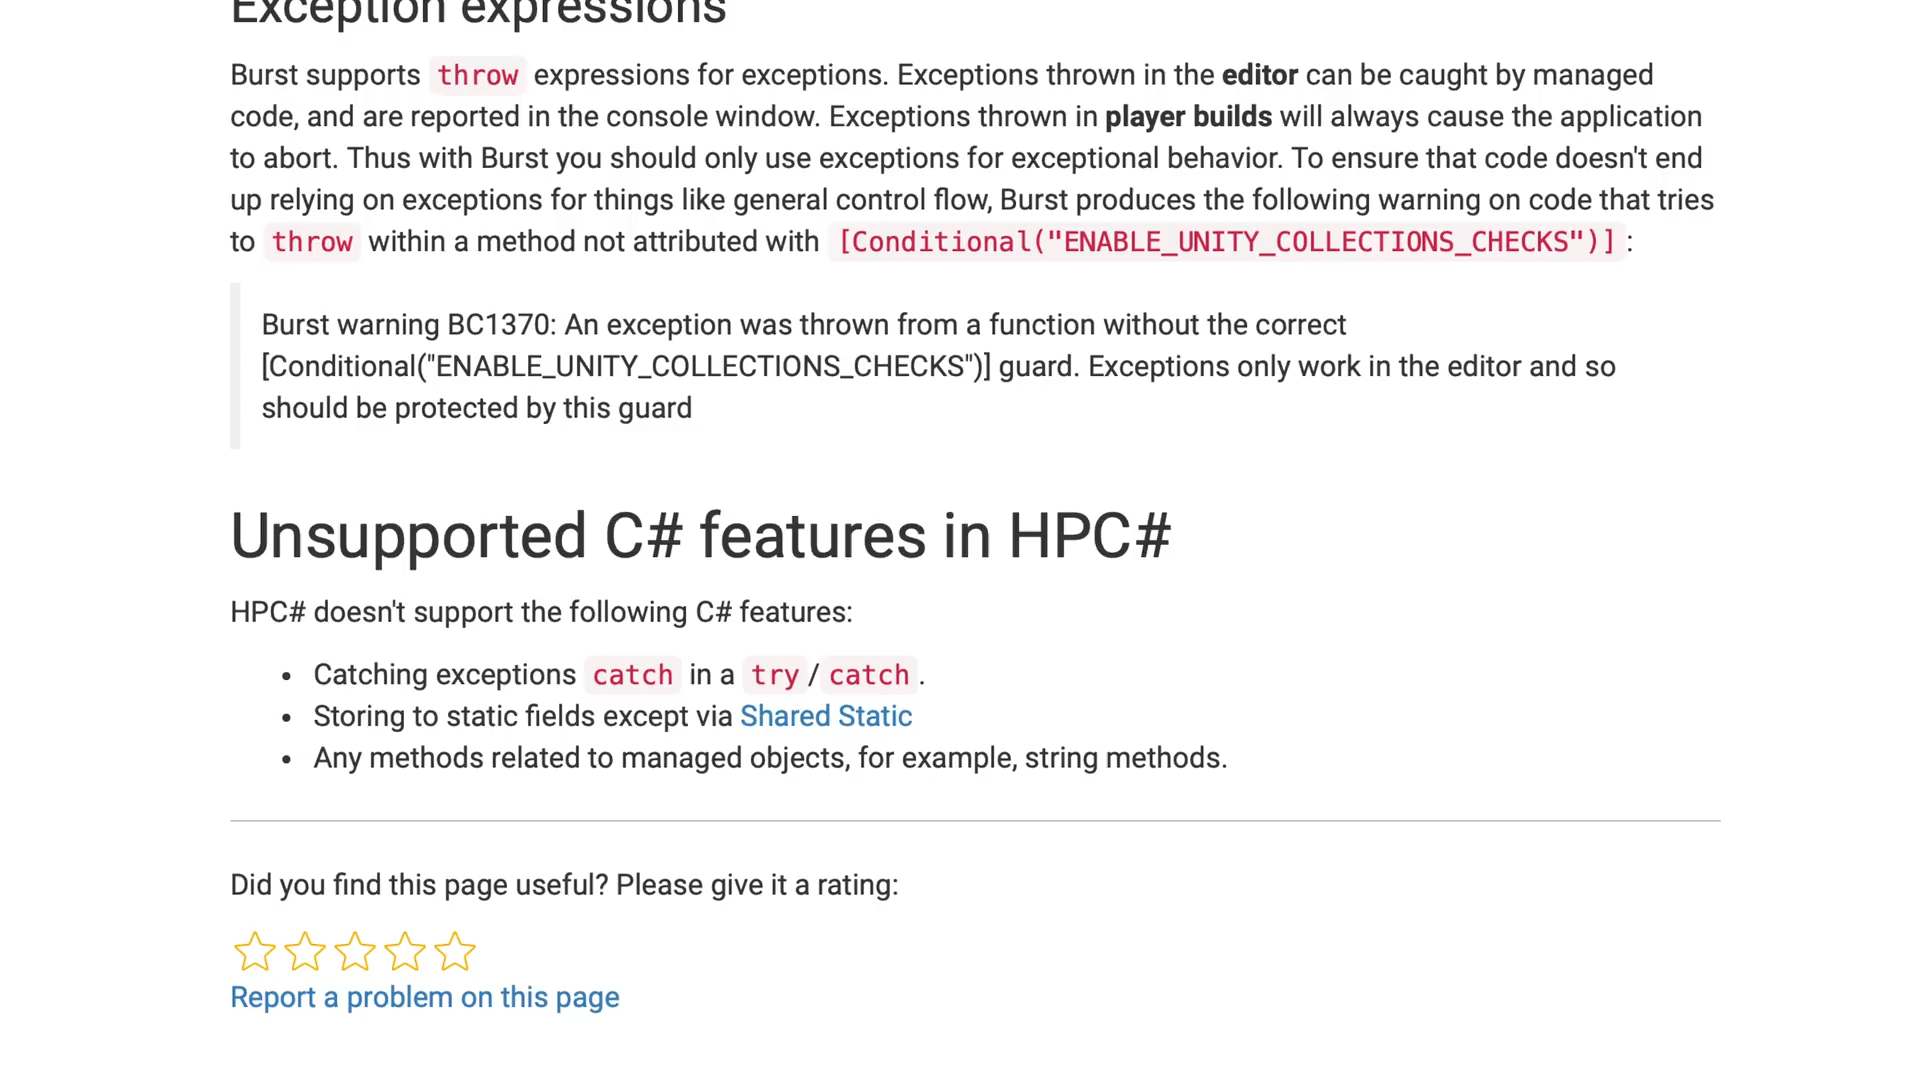 Exception expressions
Burst supports throw expressions for exceptions. Exceptions thrown in the editor can be caught by managed
code, and are reported in the console window. Exceptions thrown in player builds will always cause the application
to abort. Thus with Burst you should only use exceptions for exceptional behavior. To ensure that code doesn't end
up relying on exceptions for things like general control flow, Burst produces the following warning on code that tries
to throw within a method not attributed with [Conditional("ENABLE_UNITY_COLLECTIONS_CHECKS")] :
Burst warning BC1370: An exception was thrown from a function without the correct
[Conditional("ENABLE_UNITY_COLLECTIONS_CHECKS")] guard. Exceptions only work in the editor and so
should be protected by this guard
Unsupported C# features in HPC#
HPC# doesn't support the following C# features:
• Catching exceptions catch in a try / catch .
• Storing to static fields except via Shared Static
• Any methods related to managed objects, for example, string methods.
Did you find this page useful? Please give it a rating:
Report a problem on this page